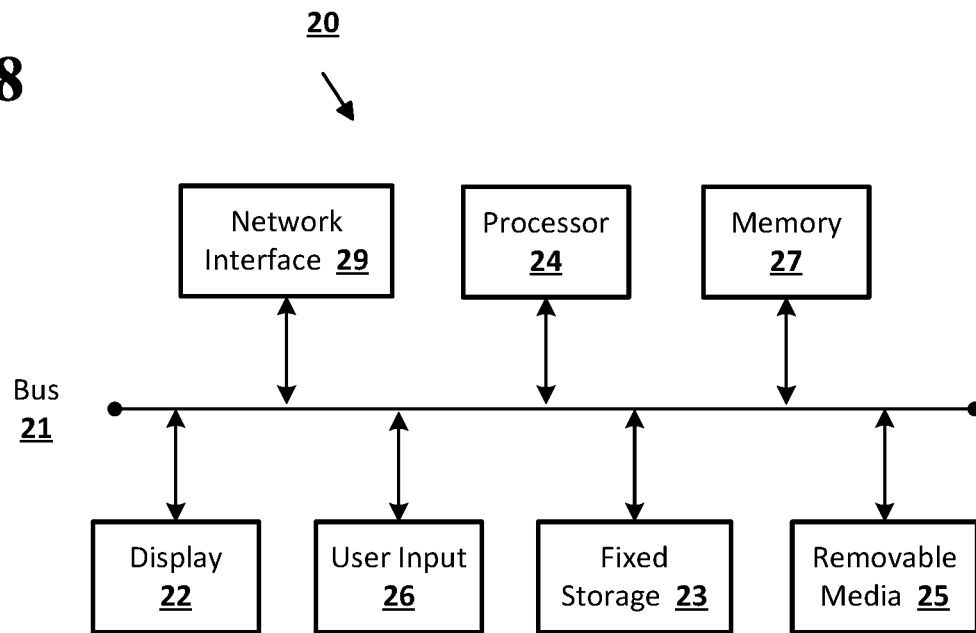 20
8
Network
Interface 29
Processor
24
Memory
27
Bus
21
Display
22
User Input
26
Fixed
Storage 23
Removable
Media 25